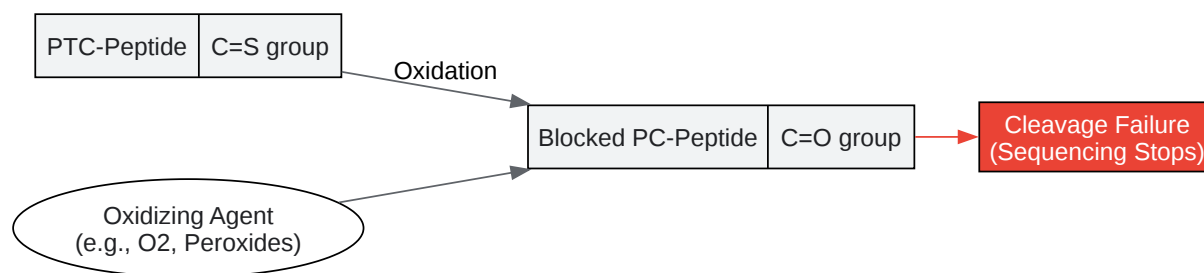 PTC-Peptide
C=S group
Oxidation
Blocked PC-Peptide
C=O group
Cleavage Failure
(Sequencing Stops)
Oxidizing Agent
(e.g., O2, Peroxides)